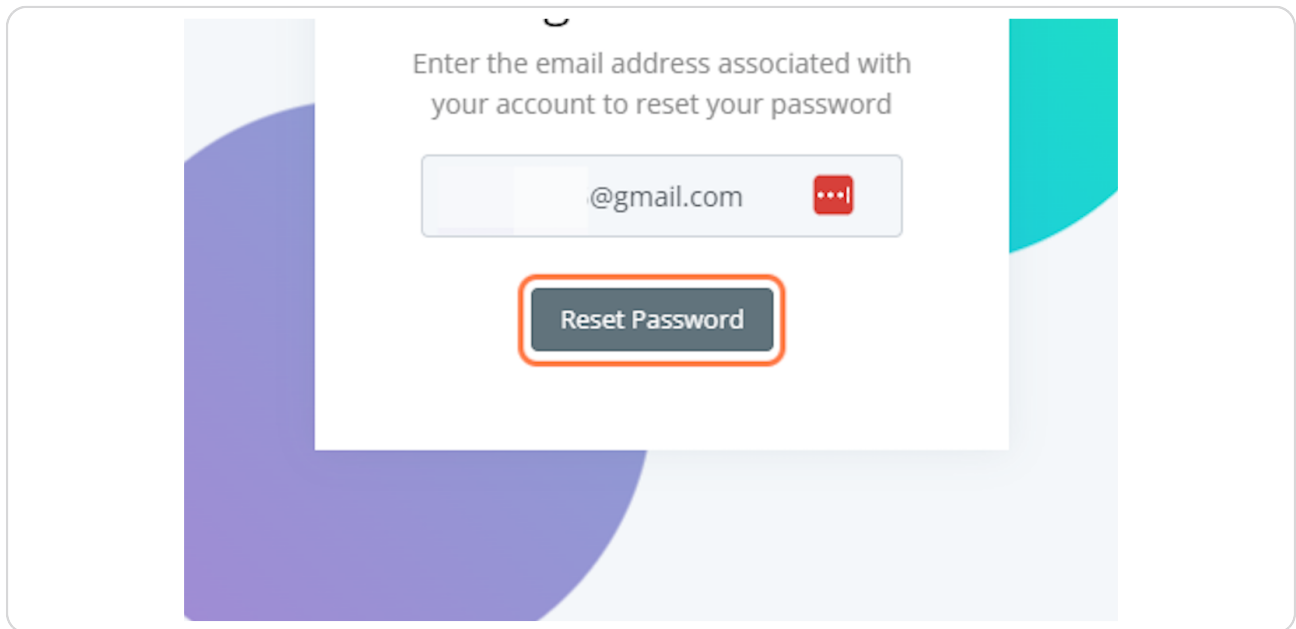 Enter the email address associated with
your account to reset your password
@gmail.com
Reset Password